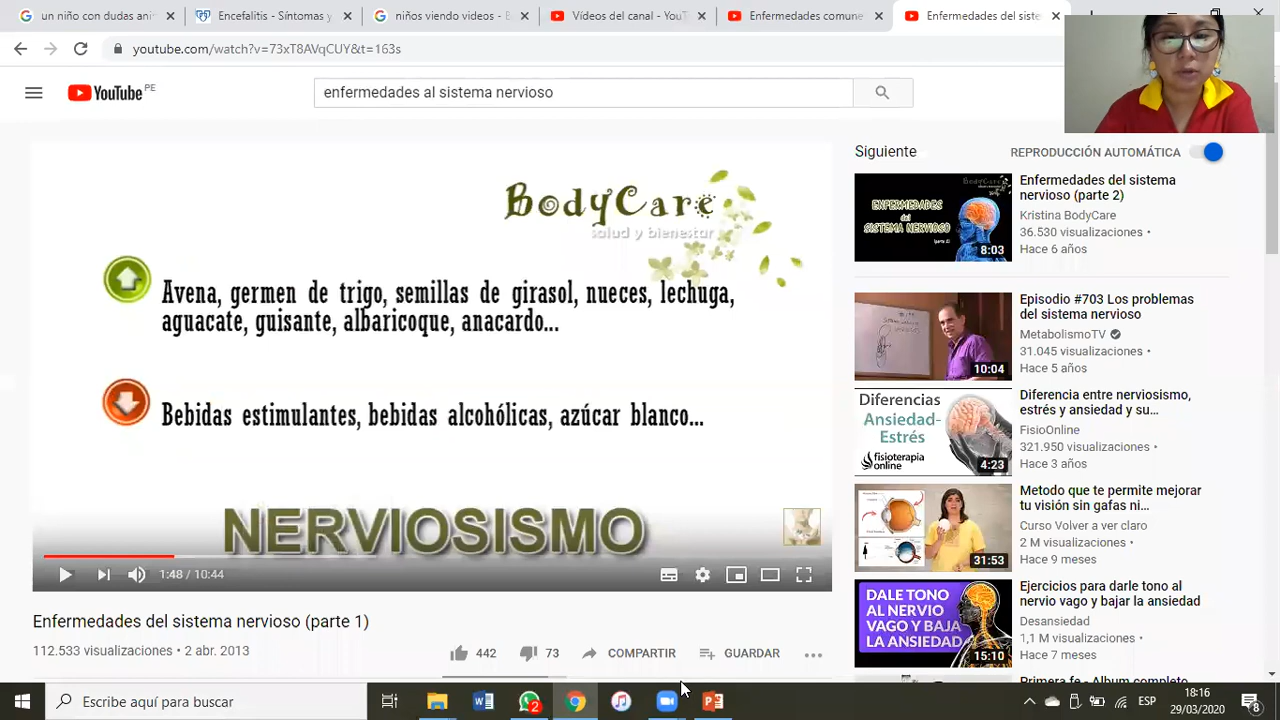 un niño con dudas ani
Encefalitis - Síntomas y
niños viendo videos - 
Vídeos del canal - YouT
Enfermedades comune
Enfermedades del siste
youtube.com/watch?v=73xT8AVqCUY&t=163s
YouTube PE
enfermedades al sistema nervioso
BodyCare
salud y bienestar
Avena, germen de trigo, semillas de girasol, nueces, lechuga,
aguacate, guisante, albaricoque, anacardo...
Bebidas estimulantes, bebidas alcohólicas, azúcar blanco...
NERVIOSISMO
1:48 / 10:44
Enfermedades del sistema nervioso (parte 1)
112.533 visualizaciones • 2 abr. 2013
442
73
COMPARTIR
GUARDAR
Siguiente
REPRODUCCIÓN AUTOMÁTICA
BodyCare
ENFERMEDADES
del
SISTEMA NERVIOSO
8:03
Enfermedades del sistema
nervioso (parte 2)
Kristina BodyCare
36.530 visualizaciones •
Hace 6 años
10:04
Episodio #703 Los problemas
del sistema nervioso
MetabolismoTV
31.045 visualizaciones •
Hace 5 años
Diferencias
Ansiedad-
Estrés
fisioterapia
online
4:23
Diferencia entre nerviosismo,
estrés y ansiedad y su...
FisioOnline
321.950 visualizaciones •
Hace 3 años
31:53
Metodo que te permite mejorar
tu visión sin gafas ni...
Curso Volver a ver claro
2 M visualizaciones •
Hace 9 meses
DALE TONO
AL NERVIO
VAGO Y BAJA
LA ANSIEDAD
15:10
Ejercicios para darle tono al
nervio vago y bajar la ansiedad
Desansiedad
1,1 M visualizaciones •
Hace 7 meses
Primera fe - Album completo
Escribe aquí para buscar
2
ESP
18:16
29/03/2020
8